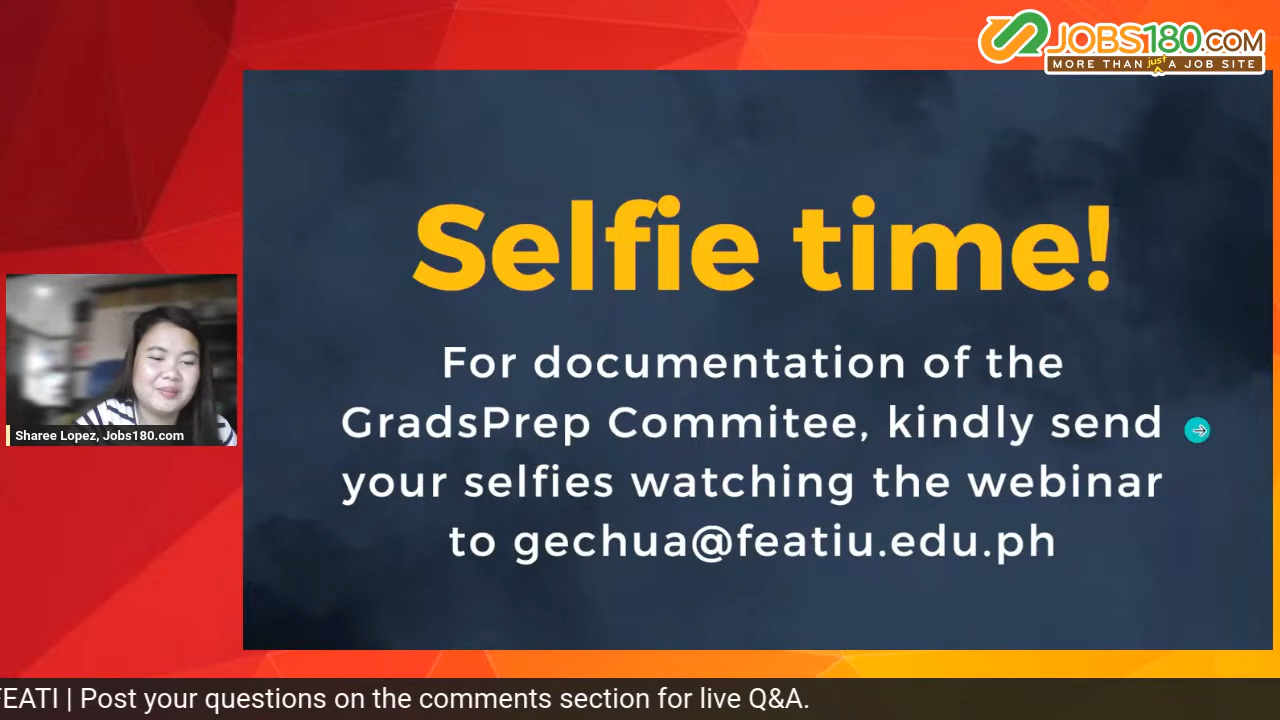 JOBS180.COM
MORE THAN just A JOB SITE
Selfie time!
For documentation of the
GradsPrep Commitee, kindly send
your selfies watching the webinar
to gechua@featiu.edu.ph
Sharee Lopez, Jobs180.com
FEATI | Post your questions on the comments section for live Q&A.